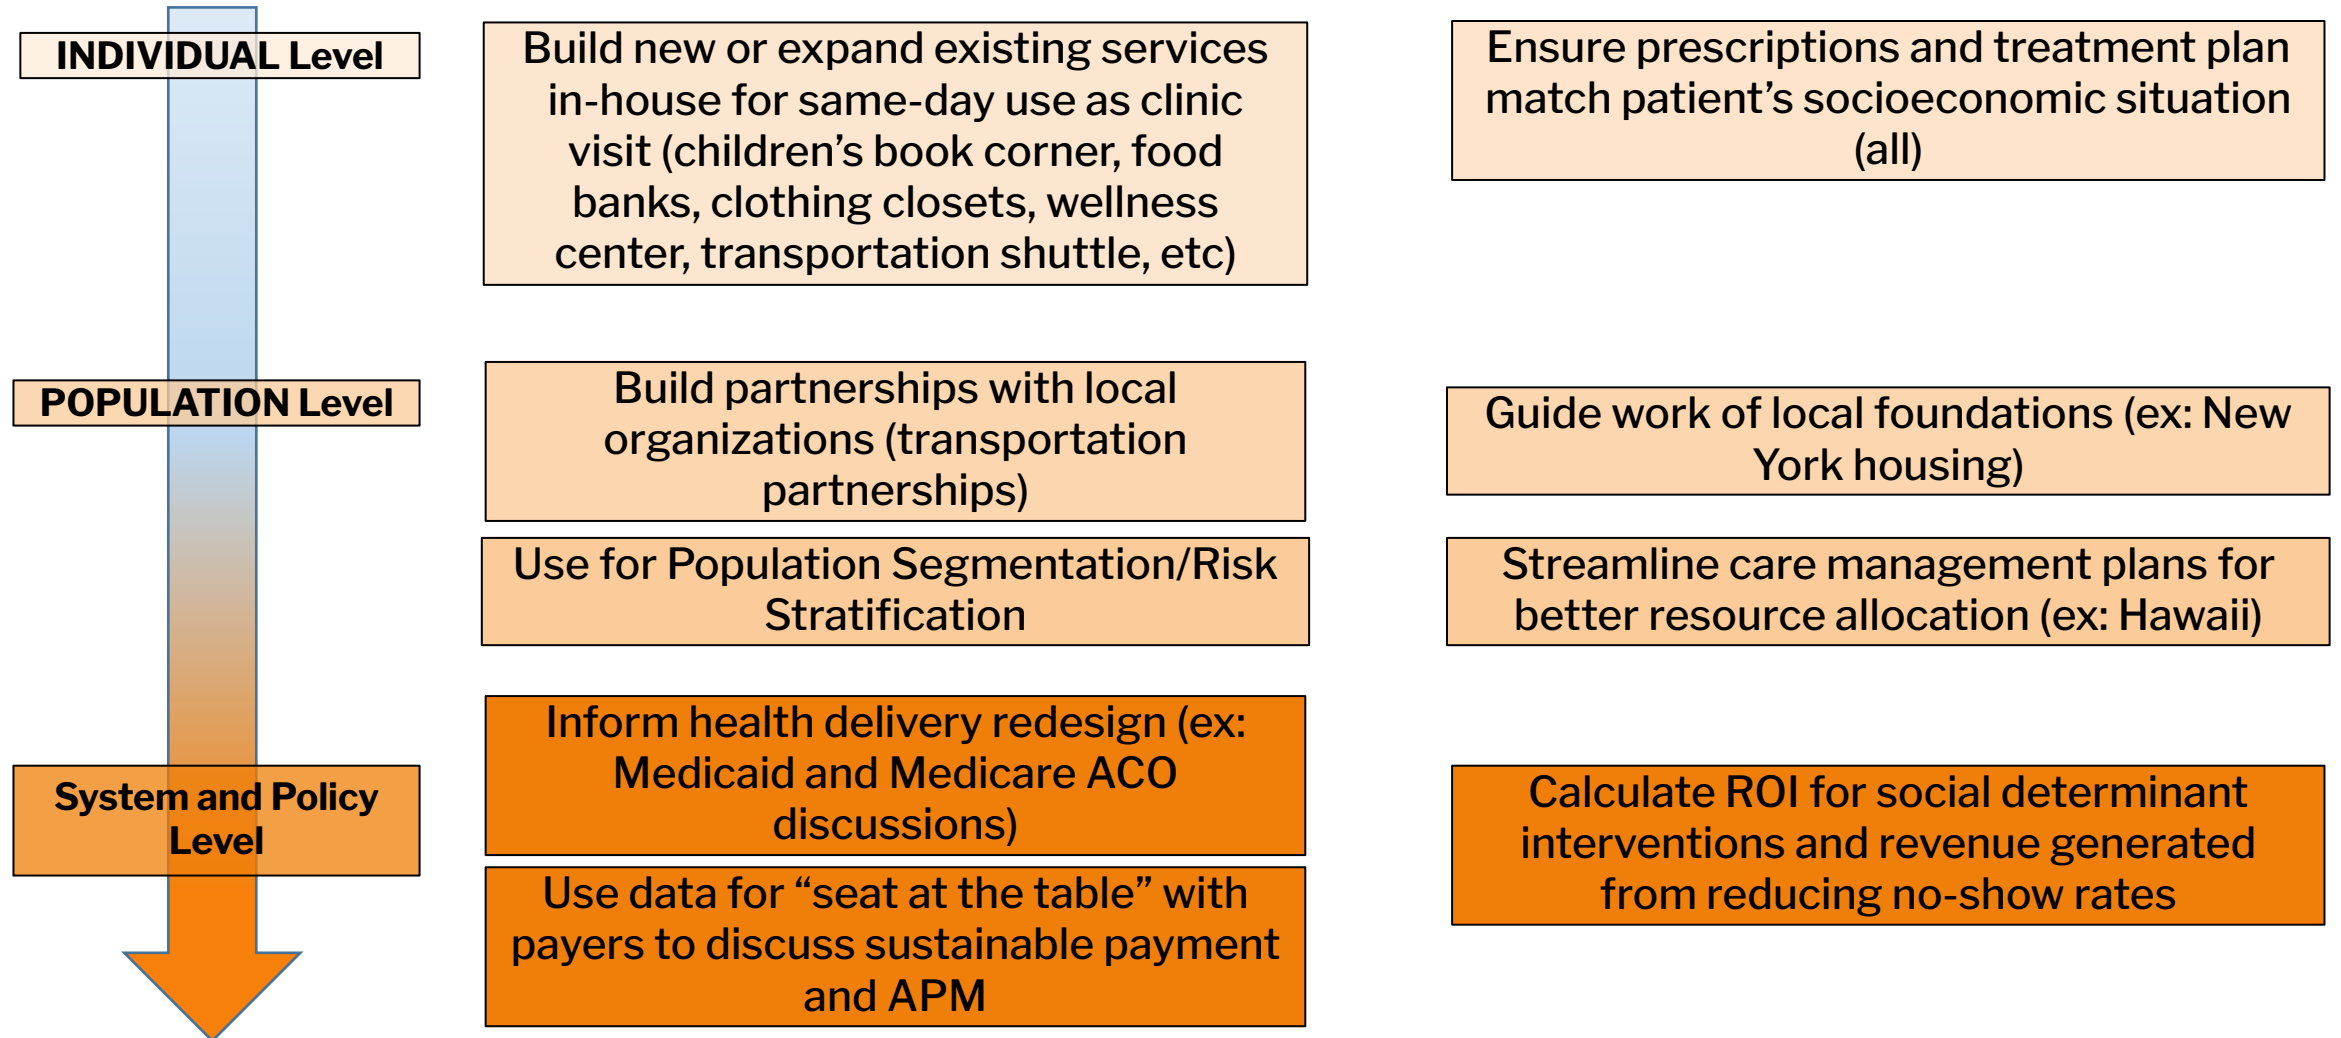 INDIVIDUAL Level
Build new or expand existing services
in-house for same-day use as clinic
visit (children’s book corner, food
banks, clothing closets, wellness
center, transportation shuttle, etc)
Ensure prescriptions and treatment plan
match patient’s socioeconomic situation
(all)
POPULATION Level
Build partnerships with local
organizations (transportation
partnerships)
Guide work of local foundations (ex: New
York housing)
Use for Population Segmentation/Risk
Stratification
Streamline care management plans for
better resource allocation (ex: Hawaii)
System and Policy
Level
Inform health delivery redesign (ex:
Medicaid and Medicare ACO
discussions)
Use data for “seat at the table” with
payers to discuss sustainable payment
and APM
Calculate ROI for social determinant
interventions and revenue generated
from reducing no-show rates